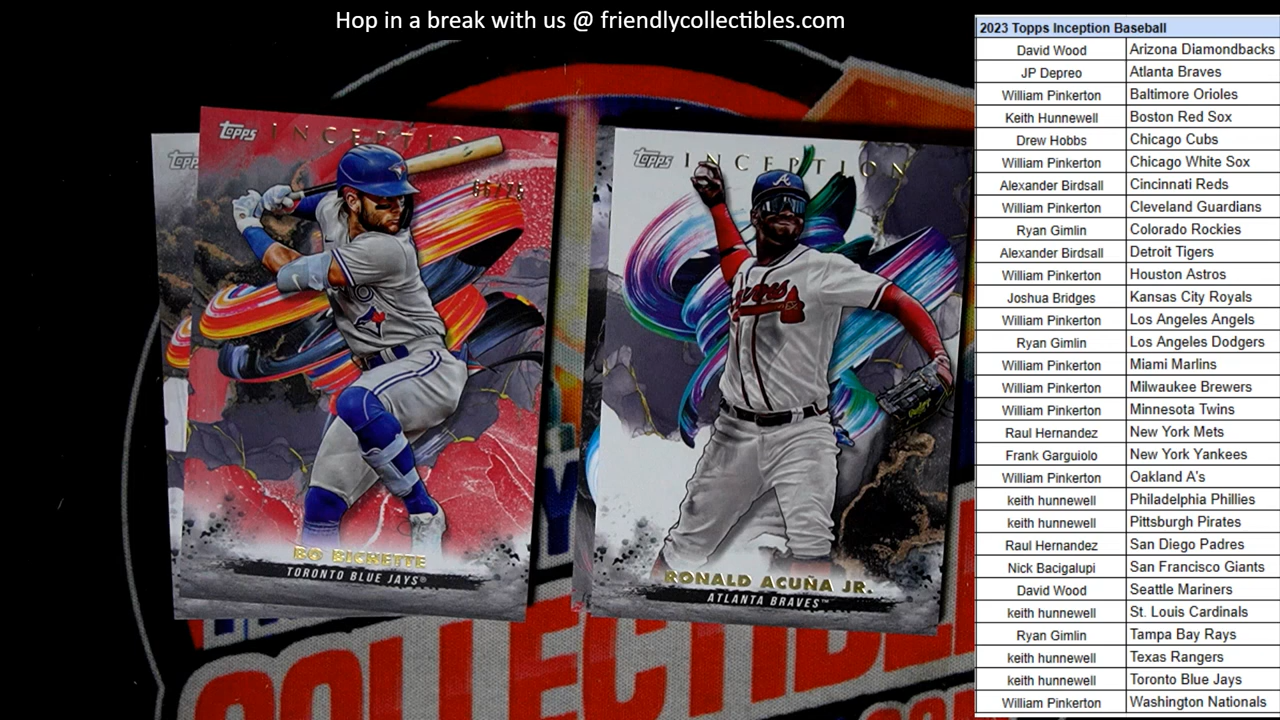 Hop in a break with us @ friendlycollectibles.com
2023 Topps Inception Baseball
David Wood Arizona Diamondbacks
JP Depreo Atlanta Braves
William Pinkerton Baltimore Orioles
Keith Hunnewell Boston Red Sox
Drew Hobbs Chicago Cubs
William Pinkerton Chicago White Sox
Alexander Birdsall Cincinnati Reds
William Pinkerton Cleveland Guardians
Ryan Gimlin Colorado Rockies
Alexander Birdsall Detroit Tigers
William Pinkerton Houston Astros
Joshua Bridges Kansas City Royals
William Pinkerton Los Angeles Angels
Ryan Gimlin Los Angeles Dodgers
William Pinkerton Miami Marlins
William Pinkerton Milwaukee Brewers
William Pinkerton Minnesota Twins
Raul Hernandez New York Mets
Frank Garguiolo New York Yankees
William Pinkerton Oakland A's
keith hunnewell Philadelphia Phillies
keith hunnewell Pittsburgh Pirates
Raul Hernandez San Diego Padres
Nick Bacigalupi San Francisco Giants
David Wood Seattle Mariners
keith hunnewell St. Louis Cardinals
Ryan Gimlin Tampa Bay Rays
keith hunnewell Texas Rangers
keith hunnewell Toronto Blue Jays
William Pinkerton Washington Nationals
Topps
Topps INCEPTIO
BO BICHETTE
TORONTO BLUE JAYS®
Topps INCEPTION
Braves
RONALD ACUÑA JR.
ATLANTA BRAVES™